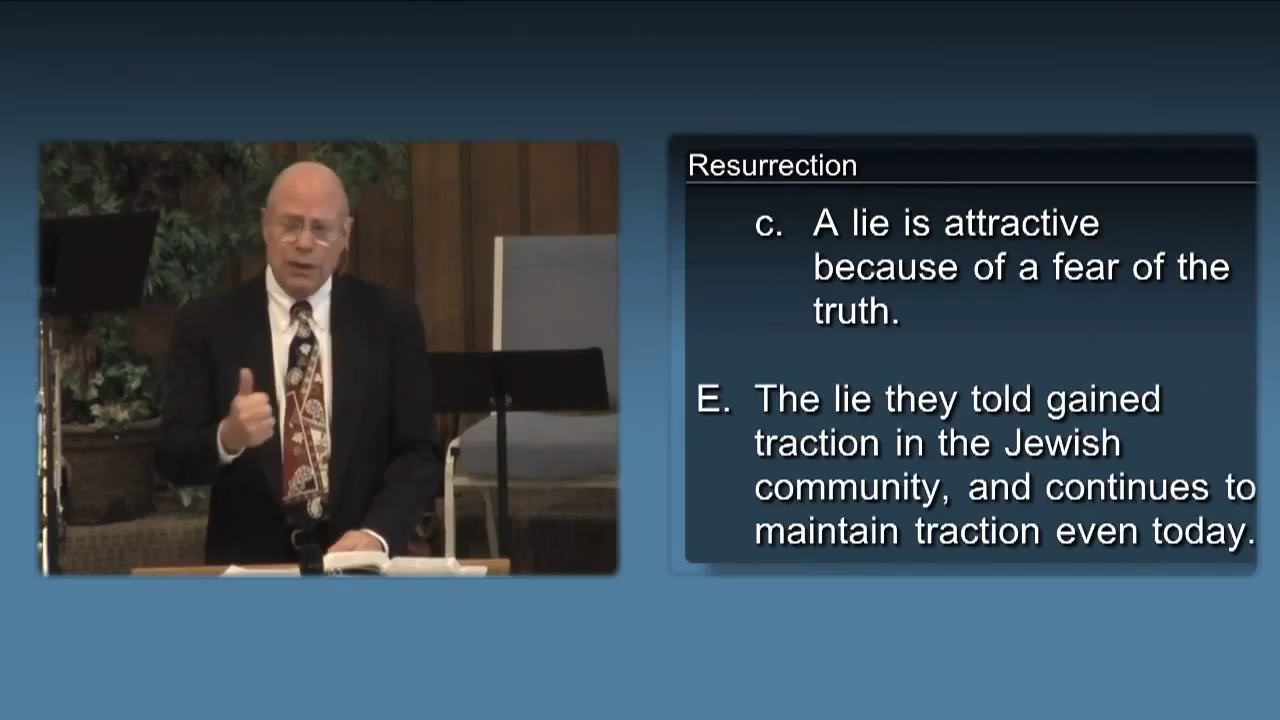 Resurrection
c. A lie is attractive
because of a fear of the
truth.
E. The lie they told gained
traction in the Jewish
community, and continues to
maintain traction even today.